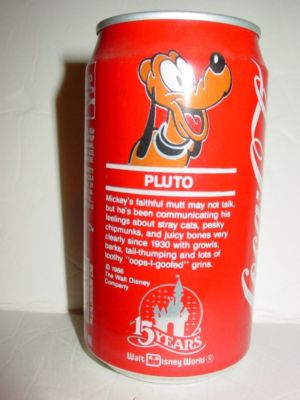 PLUTO
Mickey's faithful mutt may not talk,
but he's been communicating his
feelings about stray cats, pesky
chipmunks, and juicy bones very
clearly since 1930 with growls,
barks, tail-thumping and lots of
toothy "oops-I-goofed" grins.
© 1986
The Walt Disney
Company
15 YEARS
Walt Disney World ®
Coca-Co